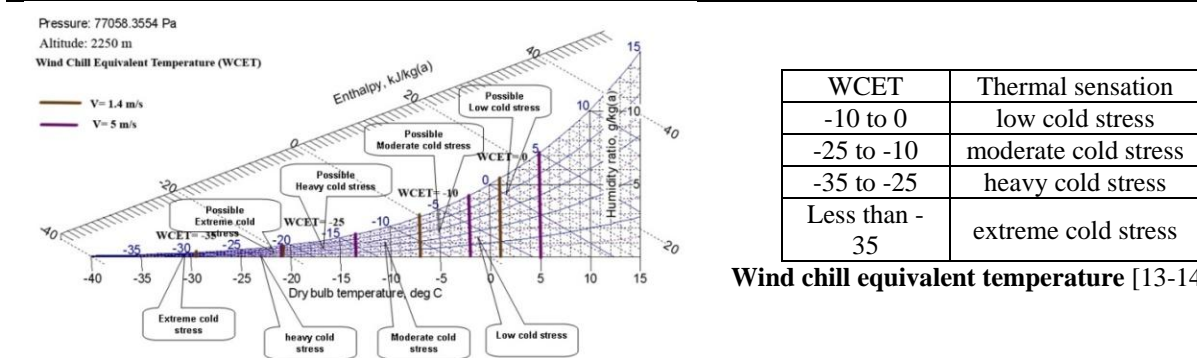 Pressure: 77058.3554 Pa
Altitude: 2250 m
Wind Chill Equivalent Temperature (WCET)
V= 1.4 m/s
V= 5 m/s
Enthalpy, kJ/kg(a)
-40
-20
0
20
40
15
10
5
0
-5
-10
-15
-20
-25
-30
-35
Possible
Low cold stress
Possible
Moderate cold stress
Possible
Heavy cold stress
Possible
Extreme cold
stress
WCET= 0
WCET= -10
WCET= -25
WCET= -35
Humidity ratio, g/kg(a)
10
5
40
20
-40
-35
-30
-25
-20
-15
-10
-5
0
5
10
15
Dry bulb temperature, deg C
Extreme cold
stress
heavy cold
stress
Moderate cold
stress
Low cold stress
WCET Thermal sensation
-10 to 0 low cold stress
-25 to -10 moderate cold stress
-35 to -25 heavy cold stress
Less than -
35 extreme cold stress
Wind chill equivalent temperature [13-14